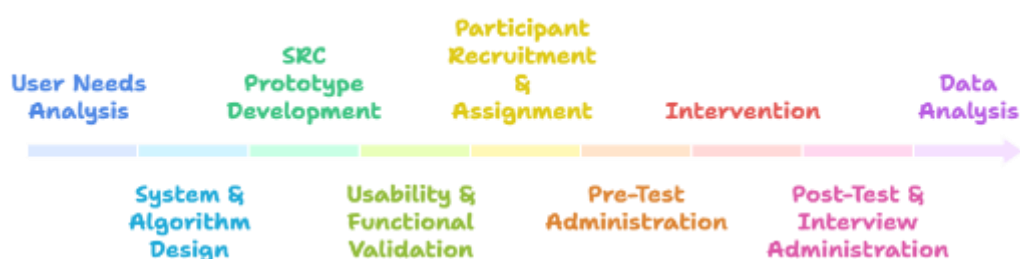 User Needs
Analysis
System &
Algorithm
Design
SRC
Prototype
Development
Usability &
Functional
Validation
Participant
Recruitment
&
Assignment
Pre-Test
Administration
Intervention
Post-Test &
Interview
Administration
Data
Analysis